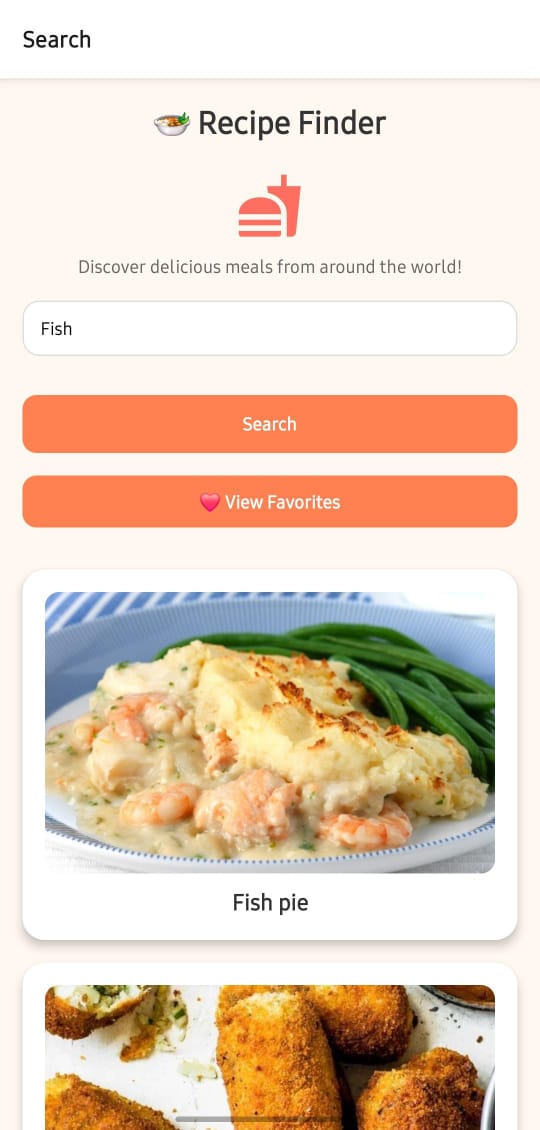 Search
🍲 Recipe Finder
Discover delicious meals from around the world!
Fish
Search
💗 View Favorites
Fish pie